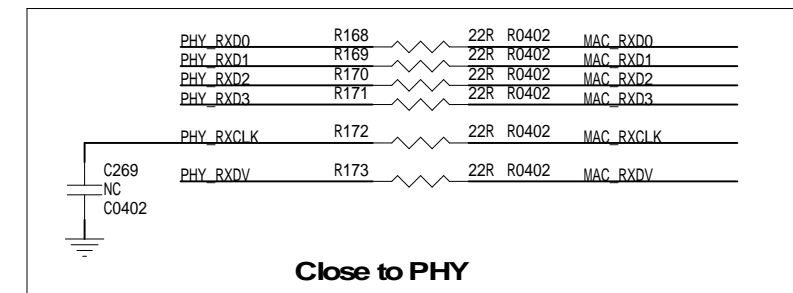 PHY_RXD0 R168 22R R0402 MAC_RXD0
PHY_RXD1 R169 22R R0402 MAC_RXD1
PHY_RXD2 R170 22R R0402 MAC_RXD2
PHY_RXD3 R171 22R R0402 MAC_RXD3
PHY_RXCLK R172 22R R0402 MAC_RXCLK
PHY_RXDV R173 22R R0402 MAC_RXDV
C269
NC
C0402
Close to PHY